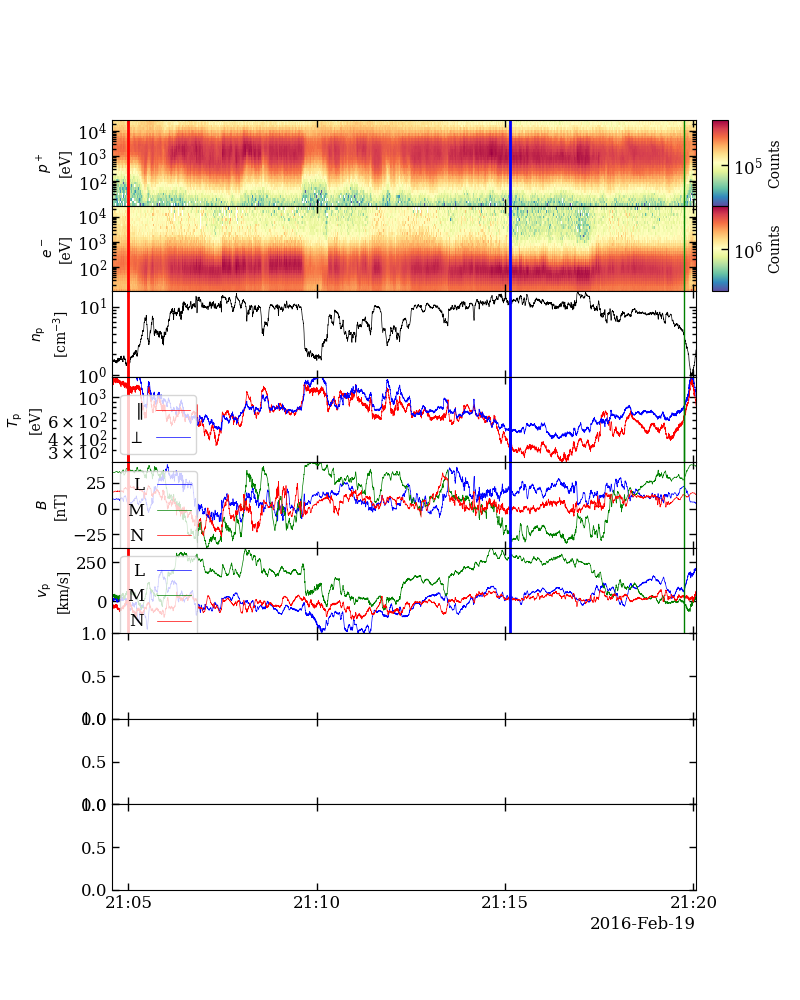 10⁴
10³
10²
p⁺
[eV]
10⁵
Counts
10⁴
10³
10²
e⁻
[eV]
10⁶
Counts
10¹
10⁰
nₚ
[cm⁻³]
10³
6 × 10²
4 × 10²
3 × 10²
Tₚ
[eV]
∥
⊥
25
0
−25
B
[nT]
L
M
N
250
0
vₚ
[km/s]
L
M
N
1.0
0.5
0.0
1.0
0.5
0.0
1.0
0.5
0.0
21:05 21:10 21:15 21:20
2016-Feb-19